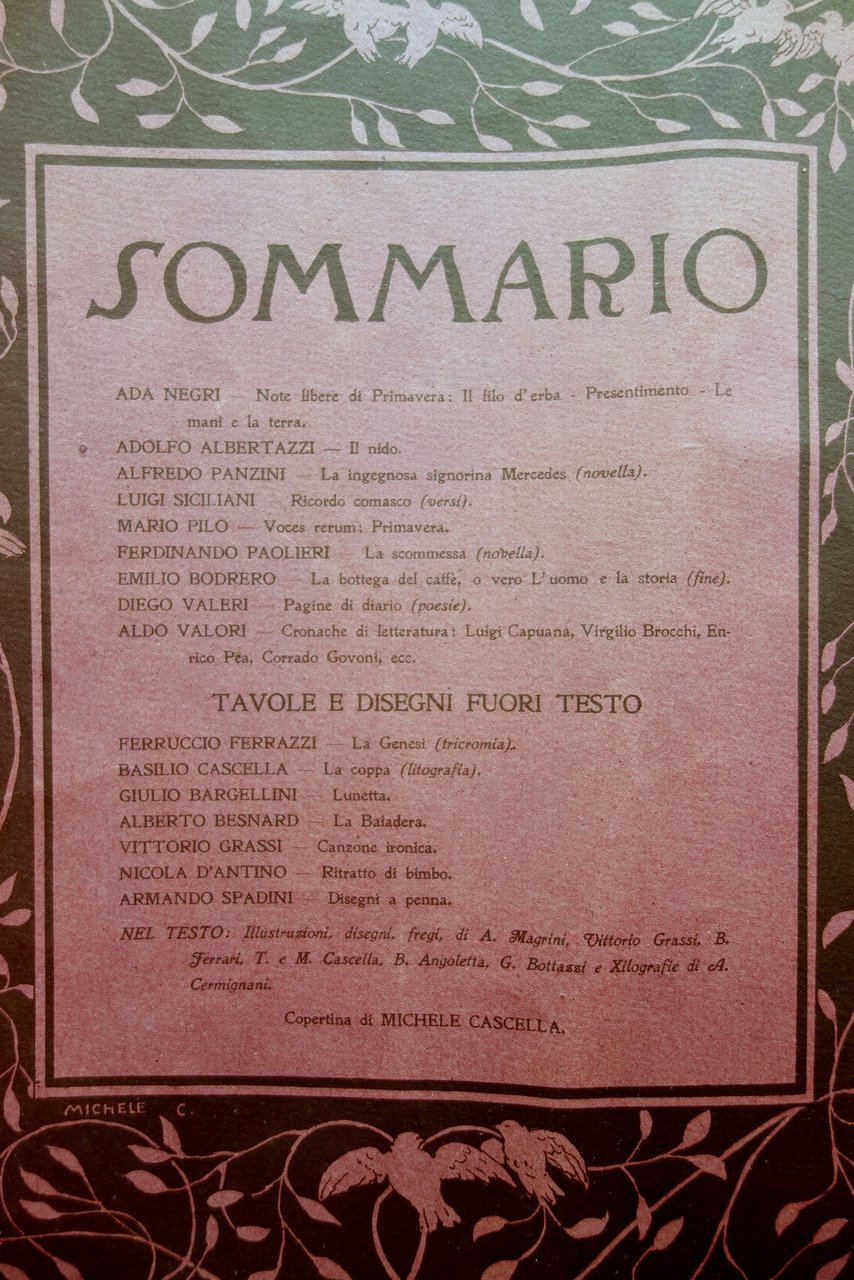 SOMMARIO
ADA NEGRI — Note libere di Primavera: Il filo d'erba - Presentimento - Le
mani e la terra.
ADOLFO ALBERTAZZI — Il nido.
ALFREDO PANZINI — La ingegnosa signorina Mercedes (novella).
LUIGI SICILIANI — Ricordo comasco (versi).
MARIO PILO — Voces rerum: Primavera.
FERDINANDO PAOLIERI — La scommessa (novella).
EMILIO BODRERO — La bottega del caffè, o vero L'uomo e la storia (fine).
DIEGO VALERI — Pagine di diario (poesie).
ALDO VALORI — Cronache di letteratura: Luigi Capuana, Virgilio Brocchi, En-
rico Pea, Corrado Govoni, ecc.
TAVOLE E DISEGNI FUORI TESTO
FERRUCCIO FERRAZZI — La Genesi (tricromia).
BASILIO CASCELLA — La coppa (litografia).
GIULIO BARGELLINI — Lunetta.
ALBERTO BESNARD — La Baiadera.
VITTORIO GRASSI — Canzone ironica.
NICOLA D'ANTINO — Ritratto di bimbo.
ARMANDO SPADINI — Disegni a penna.
NEL TESTO: Illustrazioni, disegni, fregi, di A. Magrini, Vittorio Grassi, B.
Ferrari, T. e M. Cascella, B. Angoletta, G. Bottazzi e Xilografie di A.
Cermignani.
Copertina di MICHELE CASCELLA.
MICHELE C.